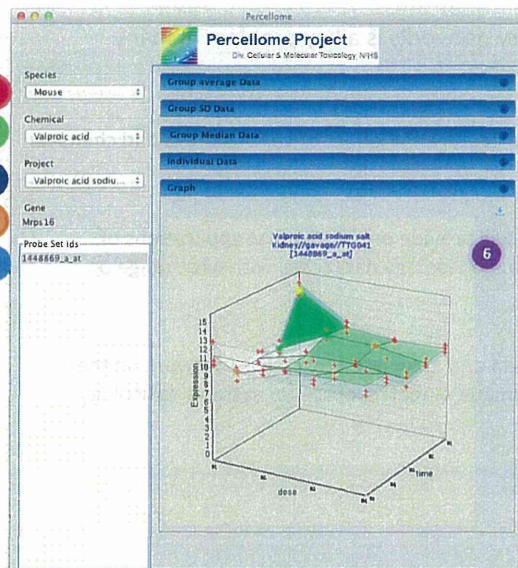 Percellome
Percellome Project
Div. Cellular & Molecular Toxicology, NIHS
Species
Mouse
Chemical
Valproic acid
Project
Valproic acid sodiu...
Gene
Mrps16
Probe Set ids
1448869_a_at
Group average Data
Group SD Data
Group Median Data
Individual Data
Graph
Valproic acid sodium salt
Kidney//gavage//TTG041
[1448869_a_at]
6
15
14
13
12
11
10
9
8
7
6
5
4
3
2
1
0
Expression
dose
time